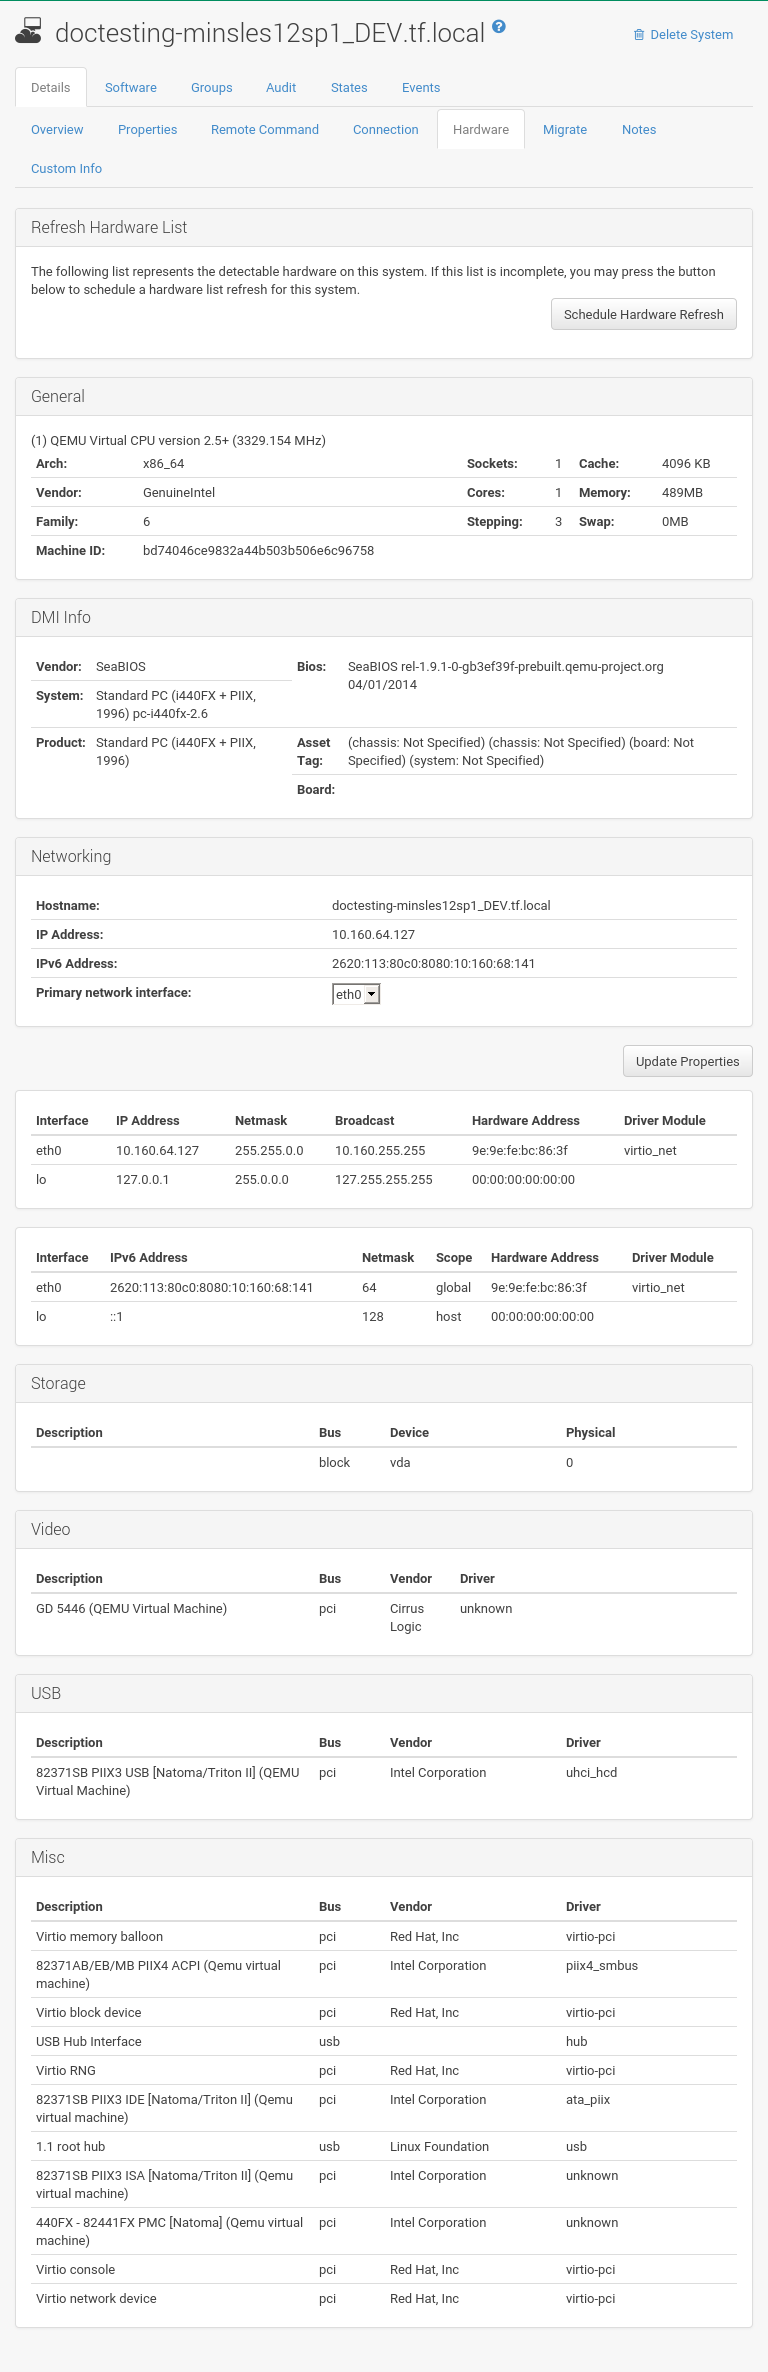 doctesting-minsles12sp1_DEV.tf.local ?
Delete System
Details Software Groups Audit States Events
Overview Properties Remote Command Connection Hardware Migrate Notes
Custom Info
Refresh Hardware List
The following list represents the detectable hardware on this system. If this list is incomplete, you may press the button
below to schedule a hardware list refresh for this system.
Schedule Hardware Refresh
General
(1) QEMU Virtual CPU version 2.5+ (3329.154 MHz)
Arch: x86_64 Sockets: 1 Cache: 4096 KB
Vendor: GenuineIntel Cores: 1 Memory: 489MB
Family: 6 Stepping: 3 Swap: 0MB
Machine ID: bd74046ce9832a44b503b506e6c96758
DMI Info
Vendor: SeaBIOS Bios: SeaBIOS rel-1.9.1-0-gb3ef39f-prebuilt.qemu-project.org
04/01/2014
System: Standard PC (i440FX + PIIX,
1996) pc-i440fx-2.6
Product: Standard PC (i440FX + PIIX,
1996)
Asset (chassis: Not Specified) (chassis: Not Specified) (board: Not
Tag: Specified) (system: Not Specified)
Board:
Networking
Hostname: doctesting-minsles12sp1_DEV.tf.local
IP Address: 10.160.64.127
IPv6 Address: 2620:113:80c0:8080:10:160:68:141
Primary network interface: eth0
Update Properties
Interface IP Address Netmask Broadcast Hardware Address Driver Module
eth0 10.160.64.127 255.255.0.0 10.160.255.255 9e:9e:fe:bc:86:3f virtio_net
lo 127.0.0.1 255.0.0.0 127.255.255.255 00:00:00:00:00:00
Interface IPv6 Address Netmask Scope Hardware Address Driver Module
eth0 2620:113:80c0:8080:10:160:68:141 64 global 9e:9e:fe:bc:86:3f virtio_net
lo ::1 128 host 00:00:00:00:00:00
Storage
Description Bus Device Physical
block vda 0
Video
Description Bus Vendor Driver
GD 5446 (QEMU Virtual Machine) pci Cirrus unknown
Logic
USB
Description Bus Vendor Driver
82371SB PIIX3 USB [Natoma/Triton II] (QEMU pci Intel Corporation uhci_hcd
Virtual Machine)
Misc
Description Bus Vendor Driver
Virtio memory balloon pci Red Hat, Inc virtio-pci
82371AB/EB/MB PIIX4 ACPI (Qemu virtual pci Intel Corporation piix4_smbus
machine)
Virtio block device pci Red Hat, Inc virtio-pci
USB Hub Interface usb hub
Virtio RNG pci Red Hat, Inc virtio-pci
82371SB PIIX3 IDE [Natoma/Triton II] (Qemu pci Intel Corporation ata_piix
virtual machine)
1.1 root hub usb Linux Foundation usb
82371SB PIIX3 ISA [Natoma/Triton II] (Qemu pci Intel Corporation unknown
virtual machine)
440FX - 82441FX PMC [Natoma] (Qemu virtual pci Intel Corporation unknown
machine)
Virtio console pci Red Hat, Inc virtio-pci
Virtio network device pci Red Hat, Inc virtio-pci